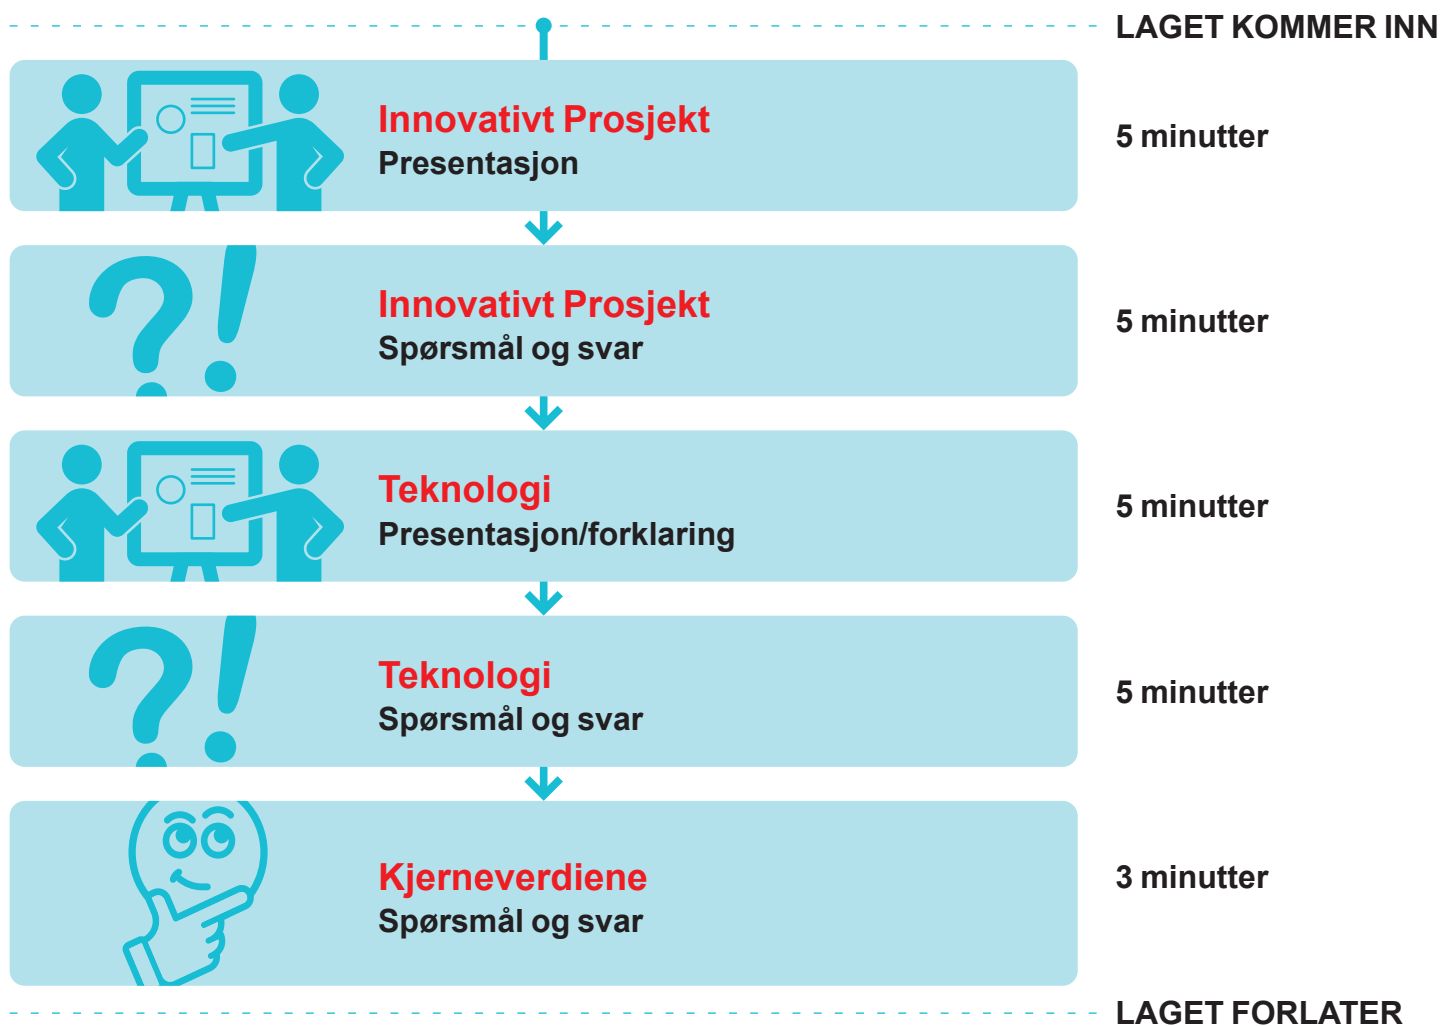 LAGET KOMMER INN
Innovativt Prosjekt
Presentasjon
5 minutter
Innovativt Prosjekt
Spørsmål og svar
5 minutter
Teknologi
Presentasjon/forklaring
5 minutter
Teknologi
Spørsmål og svar
5 minutter
Kjerneverdiene
Spørsmål og svar
3 minutter
LAGET FORLATER